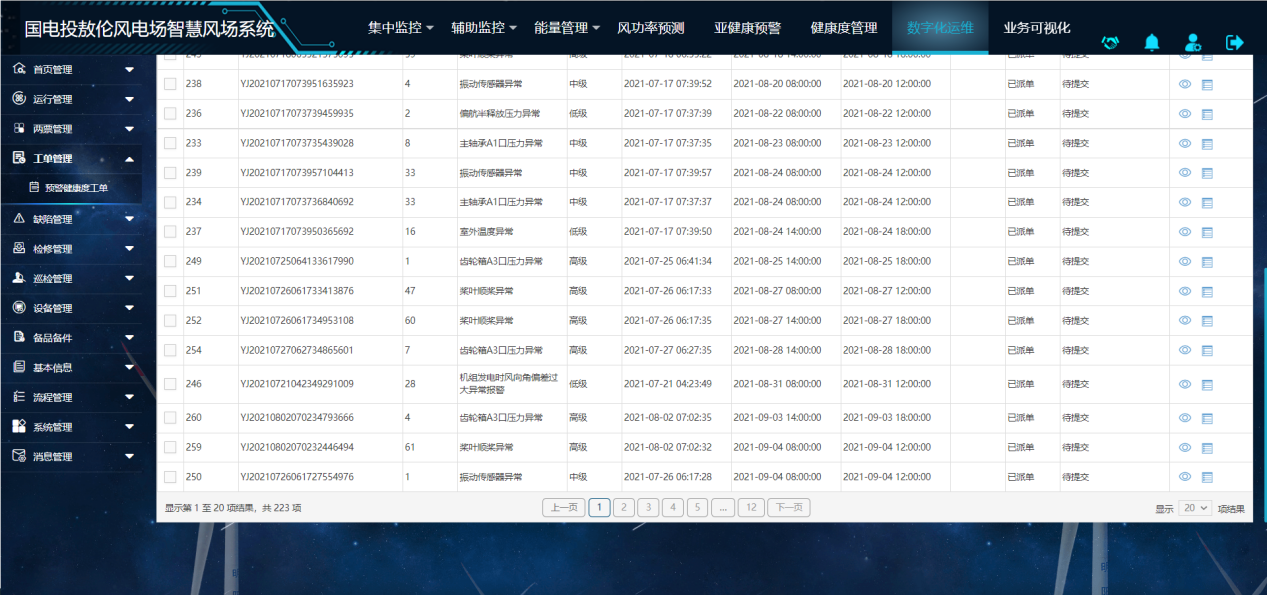 国电投敖伦风电场智慧风场系统
集中监控 辅助监控 能量管理 风功率预测 亚健康预警 健康度管理 数字化运维 业务可视化
首页管理
运行管理
两票管理
工单管理
预警健康度工单
缺陷管理
检修管理
巡检管理
设备管理
备品备件
基本信息
流程管理
系统管理
消息管理
238 YJ20210717073951635923 4 振动传感器异常 中级 2021-07-17 07:39:52 2021-08-20 08:00:00 2021-08-20 12:00:00 已派单 待提交
236 YJ20210717073739459935 2 偏航半释放压力异常 低级 2021-07-17 07:37:39 2021-08-22 08:00:00 2021-08-22 12:00:00 已派单 待提交
233 YJ20210717073735439028 8 主轴承A1口压力异常 中级 2021-07-17 07:37:35 2021-08-23 08:00:00 2021-08-23 12:00:00 已派单 待提交
239 YJ20210717073957104413 33 振动传感器异常 中级 2021-07-17 07:39:57 2021-08-24 08:00:00 2021-08-24 12:00:00 已派单 待提交
234 YJ20210717073736840692 33 主轴承A1口压力异常 中级 2021-07-17 07:37:37 2021-08-24 08:00:00 2021-08-24 12:00:00 已派单 待提交
237 YJ20210717073950365692 16 室外温度异常 低级 2021-07-17 07:39:50 2021-08-24 14:00:00 2021-08-24 18:00:00 已派单 待提交
249 YJ20210725064133617990 1 齿轮箱A3口压力异常 高级 2021-07-25 06:41:34 2021-08-25 14:00:00 2021-08-25 18:00:00 已派单 待提交
251 YJ20210726061733413876 47 桨叶顺桨异常 高级 2021-07-26 06:17:33 2021-08-27 08:00:00 2021-08-27 12:00:00 已派单 待提交
252 YJ20210726061734953108 60 桨叶顺桨异常 高级 2021-07-26 06:17:35 2021-08-27 14:00:00 2021-08-27 18:00:00 已派单 待提交
254 YJ20210727062734865601 7 齿轮箱A3口压力异常 高级 2021-07-27 06:27:35 2021-08-28 14:00:00 2021-08-28 18:00:00 已派单 待提交
246 YJ20210721042349291009 28 机组发电时风向角偏差过 低级 2021-07-21 04:23:49 2021-08-31 08:00:00 2021-08-31 12:00:00 已派单 待提交
大异常报警
260 YJ20210802070234793666 4 齿轮箱A3口压力异常 高级 2021-08-02 07:02:35 2021-09-03 14:00:00 2021-09-03 18:00:00 已派单 待提交
259 YJ20210802070232446494 61 桨叶顺桨异常 高级 2021-08-02 07:02:32 2021-09-04 08:00:00 2021-09-04 12:00:00 已派单 待提交
250 YJ20210726061727554976 1 振动传感器异常 中级 2021-07-26 06:17:28 2021-09-04 08:00:00 2021-09-04 12:00:00 已派单 待提交
显示第 1 至 20 项结果，共 223 项 上一页 1 2 3 4 5 ... 12 下一页 显示 20 项结果